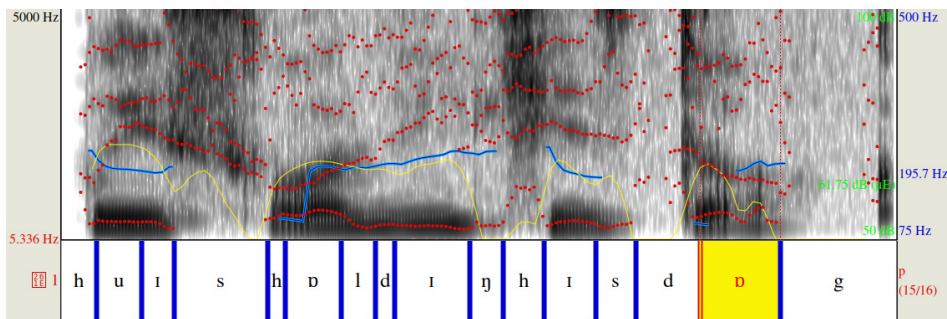 5000 Hz 100 dB 500 Hz
195.7 Hz
61.75 dB (µE)
5.336 Hz 50 dB 75 Hz
1 h u ɪ s h ɒ l d ɪ ŋ h ɪ s d ɒ g p
(15/16)